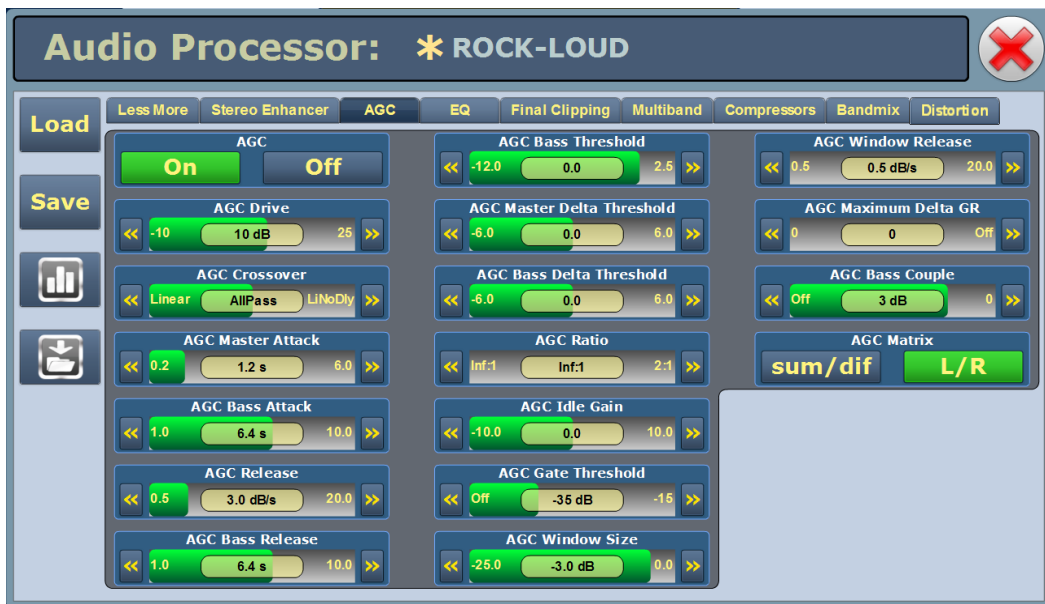 Audio Processor: * ROCK-LOUD
Load
Save
Less More Stereo Enhancer AGC EQ Final Clipping Multiband Compressors Bandmix Distortion
AGC
On Off
AGC Drive
« -10 10 dB 25 »
AGC Crossover
« Linear AllPass LiNoDly »
AGC Master Attack
« 0.2 1.2 s 6.0 »
AGC Bass Attack
« 1.0 6.4 s 10.0 »
AGC Release
« 0.5 3.0 dB/s 20.0 »
AGC Bass Release
« 1.0 6.4 s 10.0 »
AGC Bass Threshold
« -12.0 0.0 2.5 »
AGC Master Delta Threshold
« -6.0 0.0 6.0 »
AGC Bass Delta Threshold
« -6.0 0.0 6.0 »
AGC Ratio
« Inf:1 Inf:1 2:1 »
AGC Idle Gain
« -10.0 0.0 10.0 »
AGC Gate Threshold
« Off -35 dB -15 »
AGC Window Size
« -25.0 -3.0 dB 0.0 »
AGC Window Release
« 0.5 0.5 dB/s 20.0 »
AGC Maximum Delta GR
« 0 0 Off »
AGC Bass Couple
« Off 3 dB 0 »
AGC Matrix
sum/dif L/R